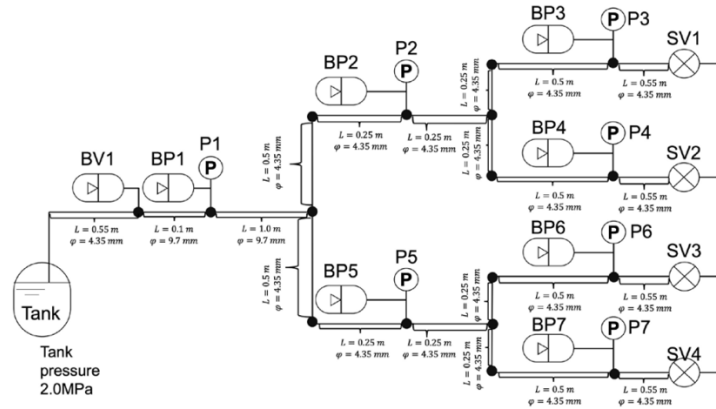 BP3
P
P3
SV1
L = 0.5 m
φ = 4.35 mm
L = 0.55 m
φ = 4.35 mm
BP2
P2
P
L = 0.25 m
φ = 4.35 mm
L = 0.25 m
φ = 4.35 mm
L = 0.25 m
φ = 4.35 mm
L = 0.25 m
φ = 4.35 mm
BP4
P
P4
SV2
L = 0.5 m
φ = 4.35 mm
L = 0.55 m
φ = 4.35 mm
L = 0.5 m
φ = 4.35 mm
BV1
BP1
P1
P
L = 0.55 m
φ = 4.35 mm
L = 0.1 m
φ = 9.7 mm
L = 1.0 m
φ = 9.7 mm
L = 0.5 m
φ = 4.35 mm
BP6
P
P6
SV3
L = 0.5 m
φ = 4.35 mm
L = 0.55 m
φ = 4.35 mm
BP5
P5
P
L = 0.25 m
φ = 4.35 mm
L = 0.25 m
φ = 4.35 mm
L = 0.25 m
φ = 4.35 mm
L = 0.25 m
φ = 4.35 mm
BP7
P
P7
SV4
L = 0.5 m
φ = 4.35 mm
L = 0.55 m
φ = 4.35 mm
Tank
Tank
pressure
2.0MPa